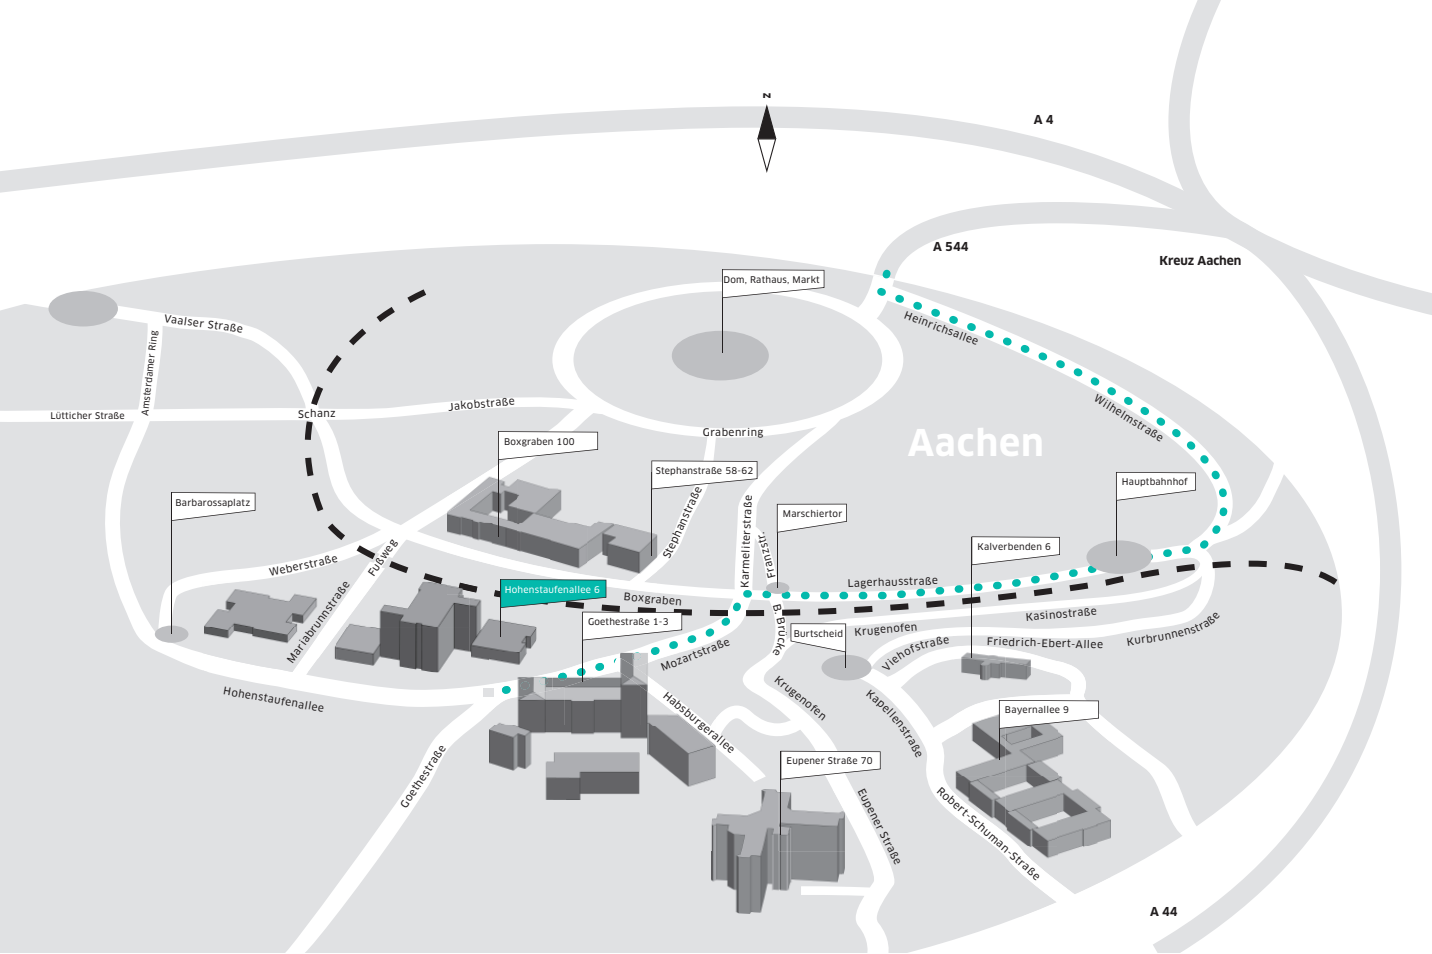 N
A 4
A 544
Kreuz Aachen
Dom, Rathaus, Markt
Vaalser Straße
Heinrichsallee
Amsterdamer Ring
Lütticher Straße
Schanz
Jakobstraße
Wilhelmstraße
Grabenring
Aachen
Boxgraben 100
Stephanstraße 58-62
Hauptbahnhof
Barbarossaplatz
Marschiertor
Stephanstraße
Karmeliterstraße
Franzstr.
Kalverbenden 6
Weberstraße
Fußweg
Lagerhausstraße
Hohenstaufenallee 6
Boxgraben
Mariabrunnstraße
Goethestraße 1-3
B. Brücke
Burtscheid
Krugenofen
Kasinostraße
Kurbrunnenstraße
Friedrich-Ebert-Allee
Viehofstraße
Mozartstraße
Hohenstaufenallee
Habsburgerallee
Krugenofen
Kapellenstraße
Bayernallee 9
Goethestraße
Eupener Straße 70
Eupener Straße
Robert-Schuman-Straße
A 44